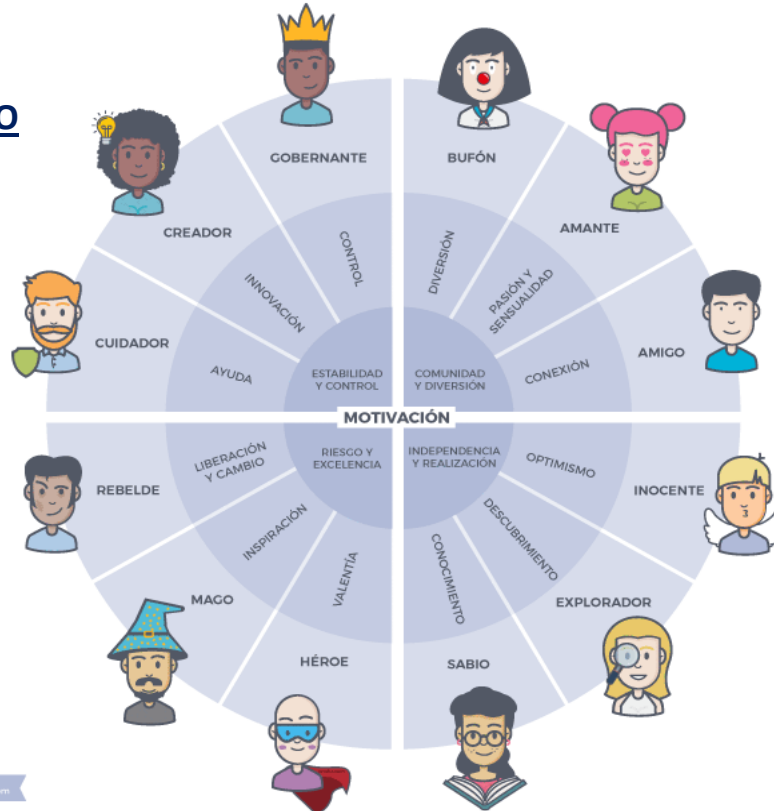 o
GOBERNANTE
BUFÓN
CREADOR
AMANTE
CONTROL
DIVERSIÓN
INNOVACIÓN
PASIÓN Y
SENSUALIDAD
CUIDADOR
AMIGO
AYUDA
CONEXIÓN
ESTABILIDAD
Y CONTROL
COMUNIDAD
Y DIVERSIÓN
MOTIVACIÓN
RIESGO Y
EXCELENCIA
INDEPENDENCIA
Y REALIZACIÓN
LIBERACIÓN
Y CAMBIO
OPTIMISMO
REBELDE
INOCENTE
INSPIRACIÓN
DESCUBRIMIENTO
VALENTÍA
CONOCIMIENTO
MAGO
EXPLORADOR
HÉROE
SABIO
om